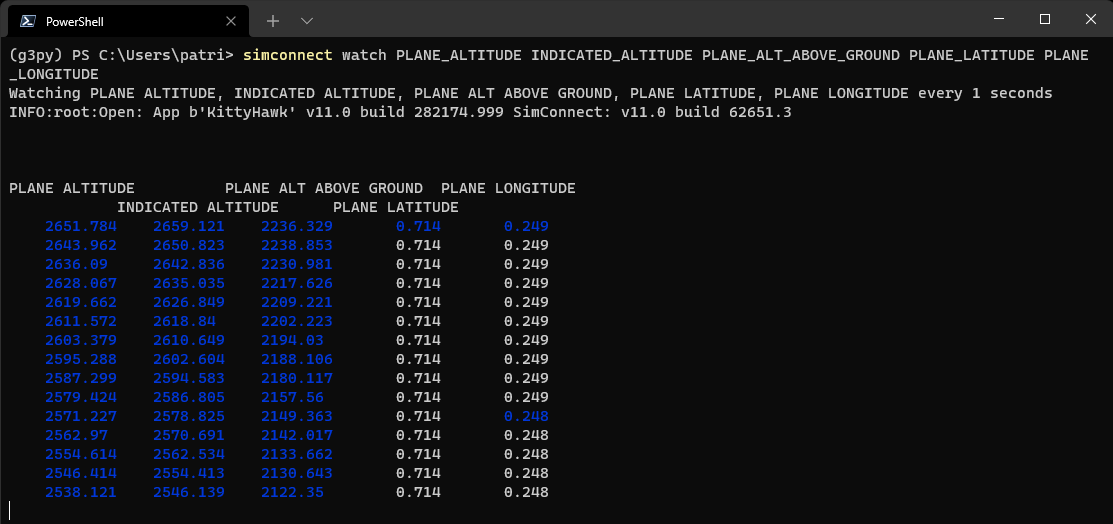 PowerShell
(g3py) PS C:\Users\patri> simconnect watch PLANE_ALTITUDE INDICATED_ALTITUDE PLANE_ALT_ABOVE_GROUND PLANE_LATITUDE PLANE
_LONGITUDE
Watching PLANE ALTITUDE, INDICATED ALTITUDE, PLANE ALT ABOVE GROUND, PLANE LATITUDE, PLANE LONGITUDE every 1 seconds
INFO:root:Open: App b'KittyHawk' v11.0 build 282174.999 SimConnect: v11.0 build 62651.3
PLANE ALTITUDE          PLANE ALT ABOVE GROUND  PLANE LONGITUDE
            INDICATED ALTITUDE      PLANE LATITUDE
    2651.784    2659.121    2236.329       0.714       0.249
    2643.962    2650.823    2238.853       0.714       0.249
    2636.09     2642.836    2230.981       0.714       0.249
    2628.067    2635.035    2217.626       0.714       0.249
    2619.662    2626.849    2209.221       0.714       0.249
    2611.572    2618.84     2202.223       0.714       0.249
    2603.379    2610.649    2194.03        0.714       0.249
    2595.288    2602.604    2188.106       0.714       0.249
    2587.299    2594.583    2180.117       0.714       0.249
    2579.424    2586.805    2157.56        0.714       0.249
    2571.227    2578.825    2149.363       0.714       0.248
    2562.97     2570.691    2142.017       0.714       0.248
    2554.614    2562.534    2133.662       0.714       0.248
    2546.414    2554.413    2130.643       0.714       0.248
    2538.121    2546.139    2122.35        0.714       0.248